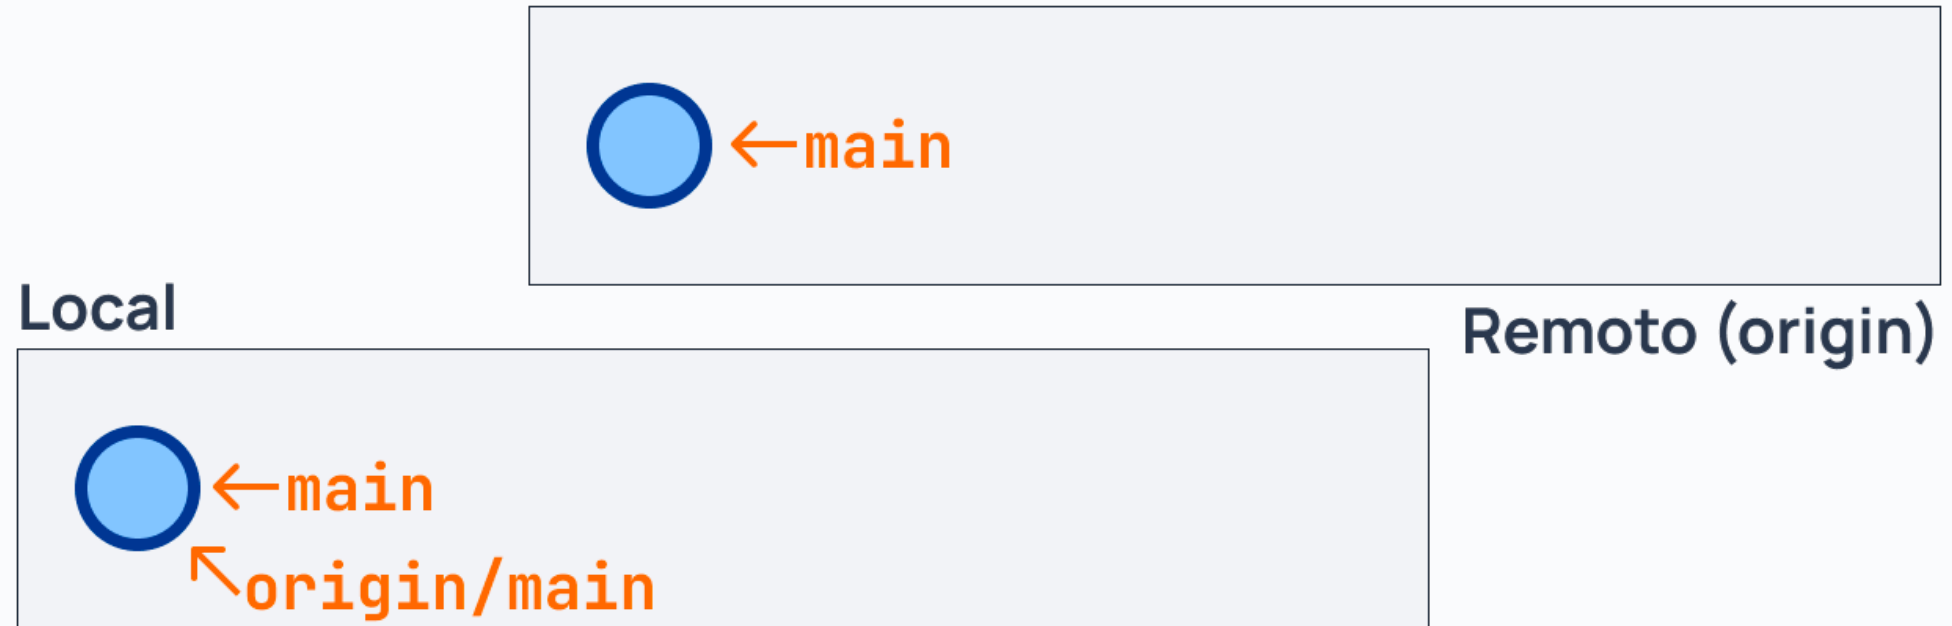 ←main
Local
Remoto (origin)
←main
origin/main